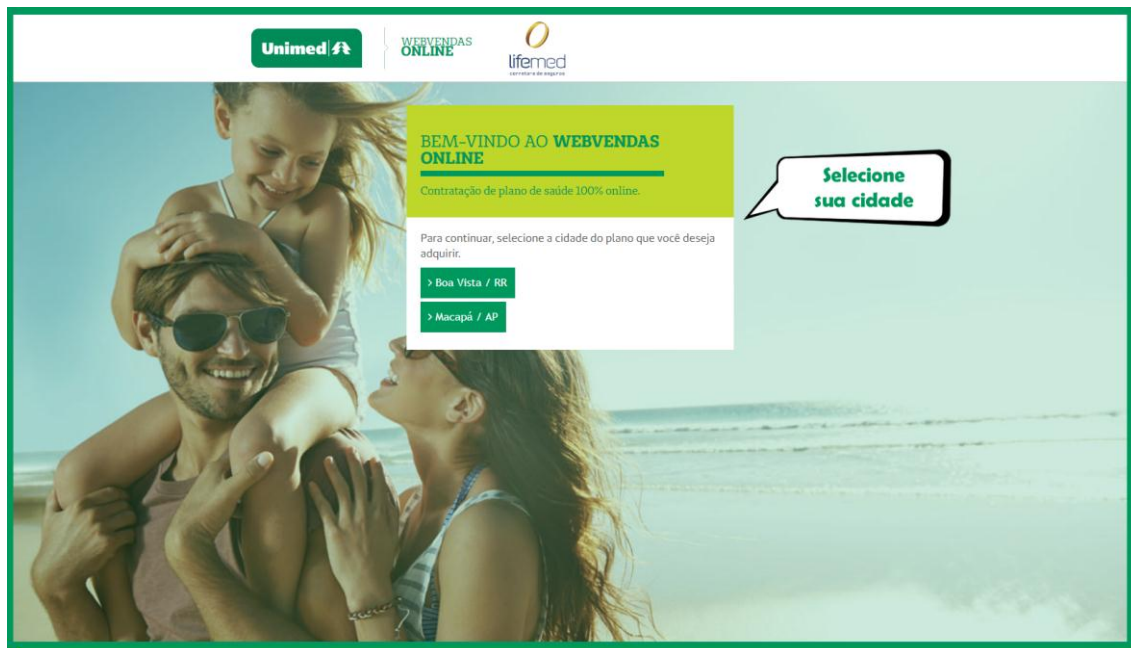 Unimed
WEBVENDAS
ONLINE
lifemed
corretora de seguros
BEM-VINDO AO WEBVENDAS
ONLINE
Contratação de plano de saúde 100% online.
Selecione
sua cidade
Para continuar, selecione a cidade do plano que você deseja
adquirir.
> Boa Vista / RR
> Macapá / AP